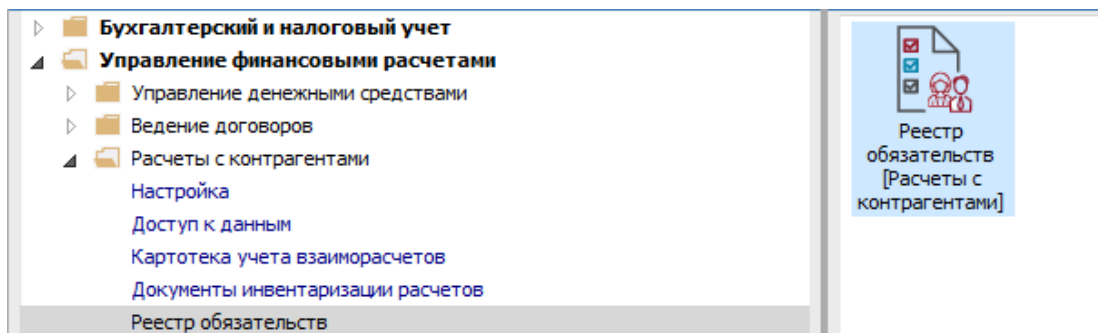 Бухгалтерский и налоговый учет
Управление финансовыми расчетами
Управление денежными средствами
Ведение договоров
Расчеты с контрагентами
Настройка
Доступ к данным
Картотека учета взаиморасчетов
Документы инвентаризации расчетов
Реестр обязательств
Реестр
обязательств
[Расчеты с
контрагентами]